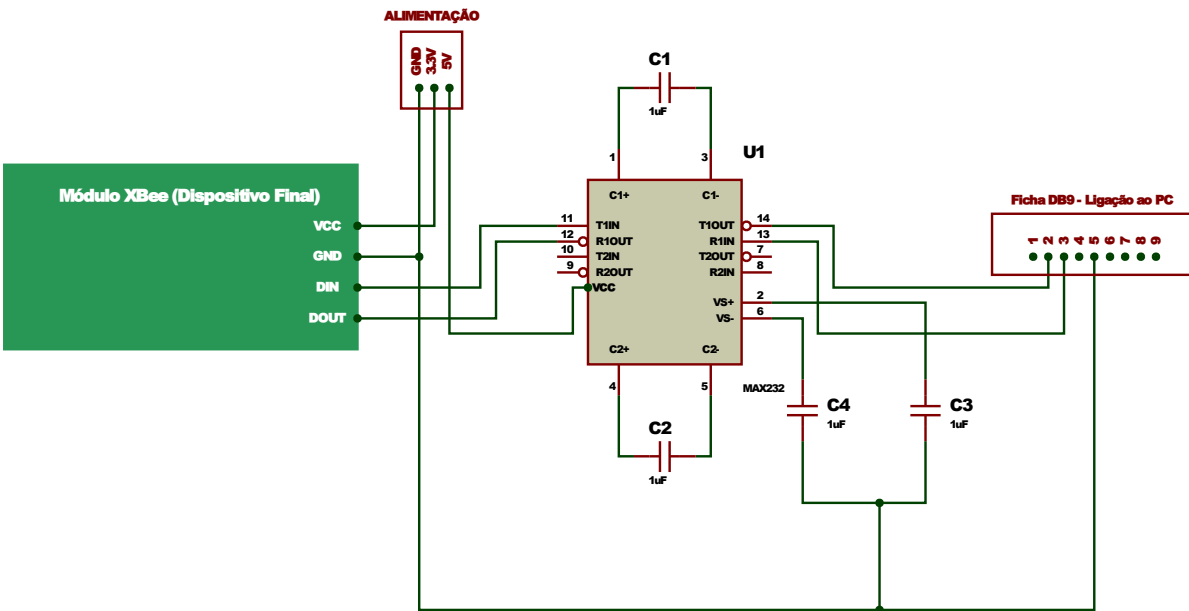 ALIMENTAÇÃO
GND
3.3V
5V
C1
1uF
U1
1
3
C1+
C1-
Módulo XBee (Dispositivo Final)
VCC
GND
DIN
DOUT
11
12
10
9
T1IN
R1OUT
T2IN
R2OUT
VCC
T1OUT
R1IN
T2OUT
R2IN
VS+
VS-
14
13
7
8
2
6
C2+
C2-
4
5
MAX232
C2
1uF
C4
1uF
C3
1uF
Ficha DB9 - Ligação ao PC
1 2 3 4 5 6 7 8 9